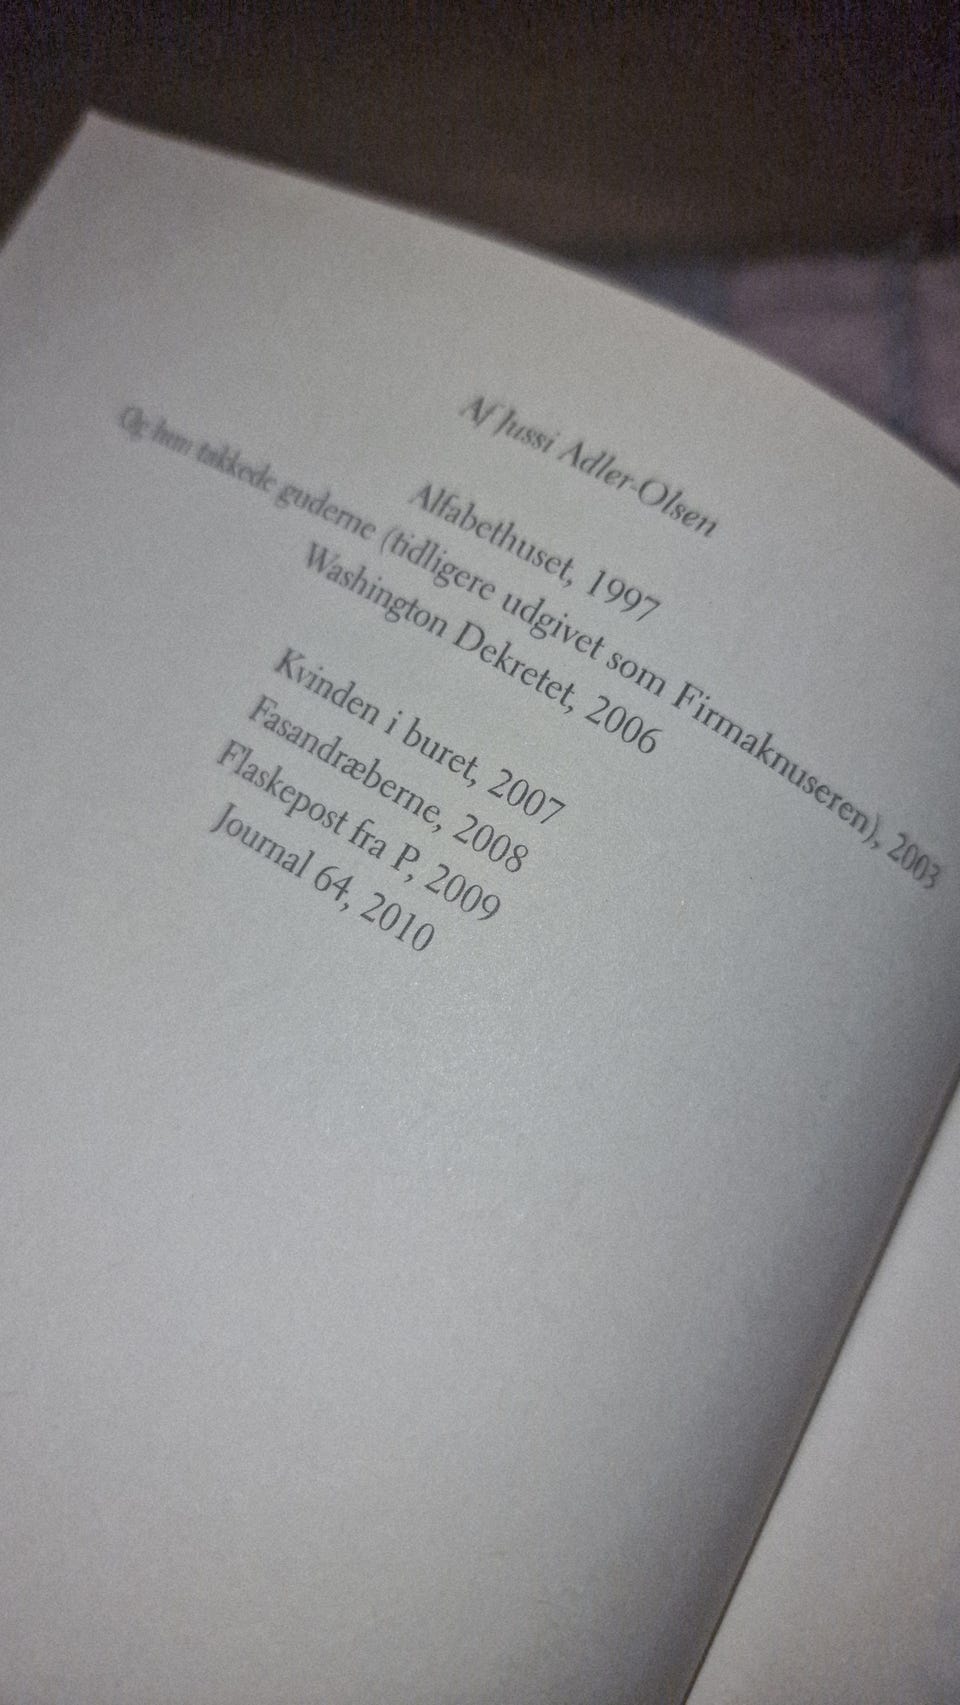 Af Jussi Adler-Olsen
Alfabethuset, 1997
Og hun takkede guderne (tidligere udgivet som Firmaknuseren), 2003
Washington Dekretet, 2006
Kvinden i buret, 2007
Fasandræberne, 2008
Flaskepost fra P, 2009
Journal 64, 2010